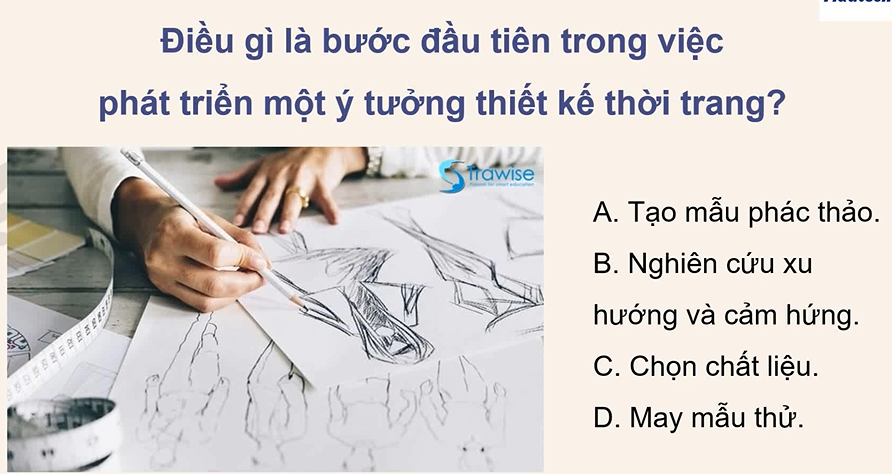 Điều gì là bước đầu tiên trong việc
phát triển một ý tưởng thiết kế thời trang?
Strawise
A. Tạo mẫu phác thảo.
B. Nghiên cứu xu
hướng và cảm hứng.
C. Chọn chất liệu.
D. May mẫu thử.